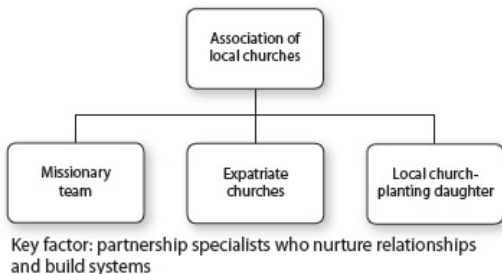 Association of
local churches
Missionary
team
Expatriate
churches
Local church-
planting daughter
Key factor: partnership specialists who nurture relationships
and build systems